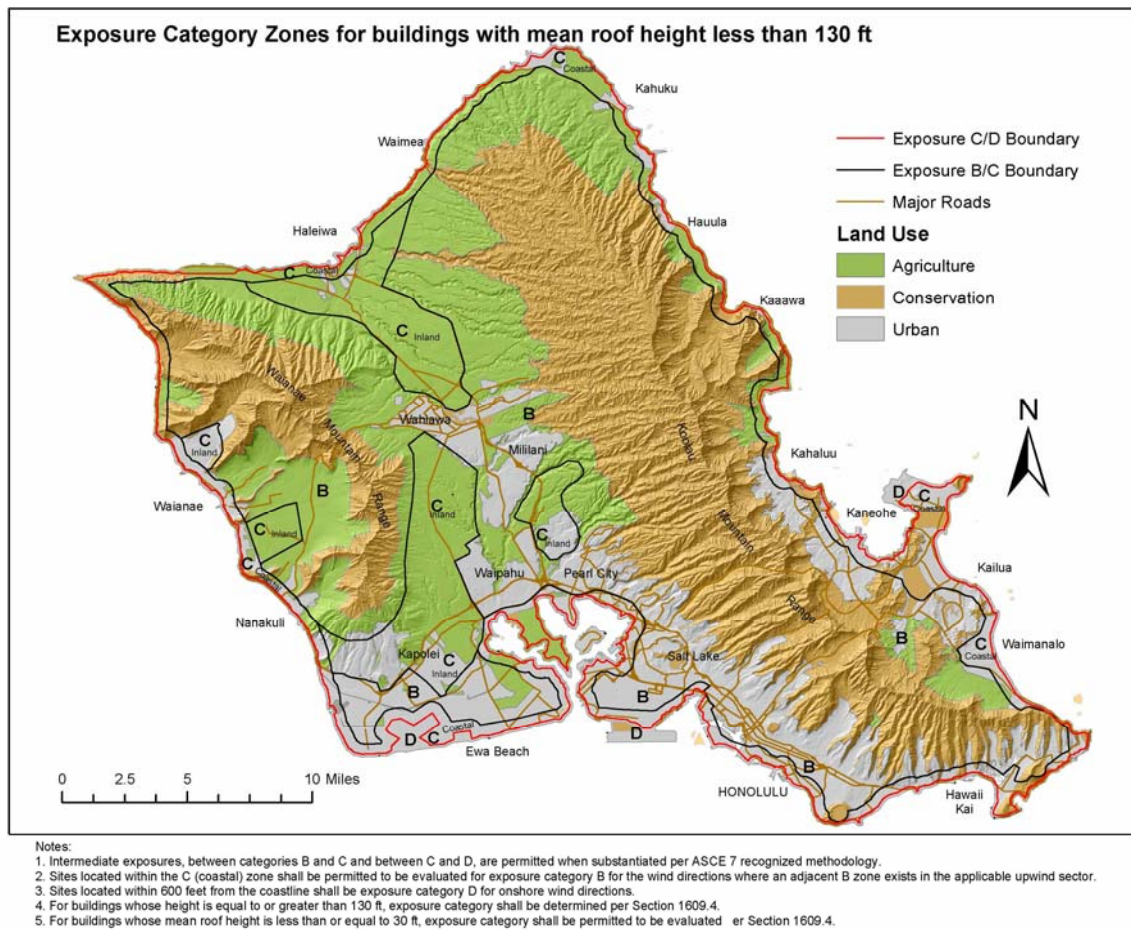 Exposure Category Zones for buildings with mean roof height less than 130 ft
C
Coastal
Kahuku
Waimea
Exposure C/D Boundary
Exposure B/C Boundary
Major Roads
Hauula
Land Use
Haleiwa
Agriculture
C
Coastal
Conservation
Kaaawa
Urban
C
Inland
Waianae
Wahiawa
B
N
Koolau
C
Inland
Mountain
Mililani
Kahaluu
B
C
Inland
D
C
Coastal
Waianae
Range
Kaneohe
C
Inland
C
Inland
Mountain
C
Coastal
Waipahu
Pearl City
Kailua
Nanakuli
Range
B
Waimanalo
Kapolei
C
Inland
Salt Lake
C
Coastal
B
B
D
C
Coastal
D
Ewa Beach
B
0
2.5
5
10 Miles
HONOLULU
Hawaii
Kai
Notes:
1. Intermediate exposures, between categories B and C and between C and D, are permitted when substantiated per ASCE 7 recognized methodology.
2. Sites located within the C (coastal) zone shall be permitted to be evaluated for exposure category B for the wind directions where an adjacent B zone exists in the applicable upwind sector.
3. Sites located within 600 feet from the coastline shall be exposure category D for onshore wind directions.
4. For buildings whose height is equal to or greater than 130 ft, exposure category shall be determined per Section 1609.4.
5. For buildings whose mean roof height is less than or equal to 30 ft, exposure category shall be permitted to be evaluated er Section 1609.4.